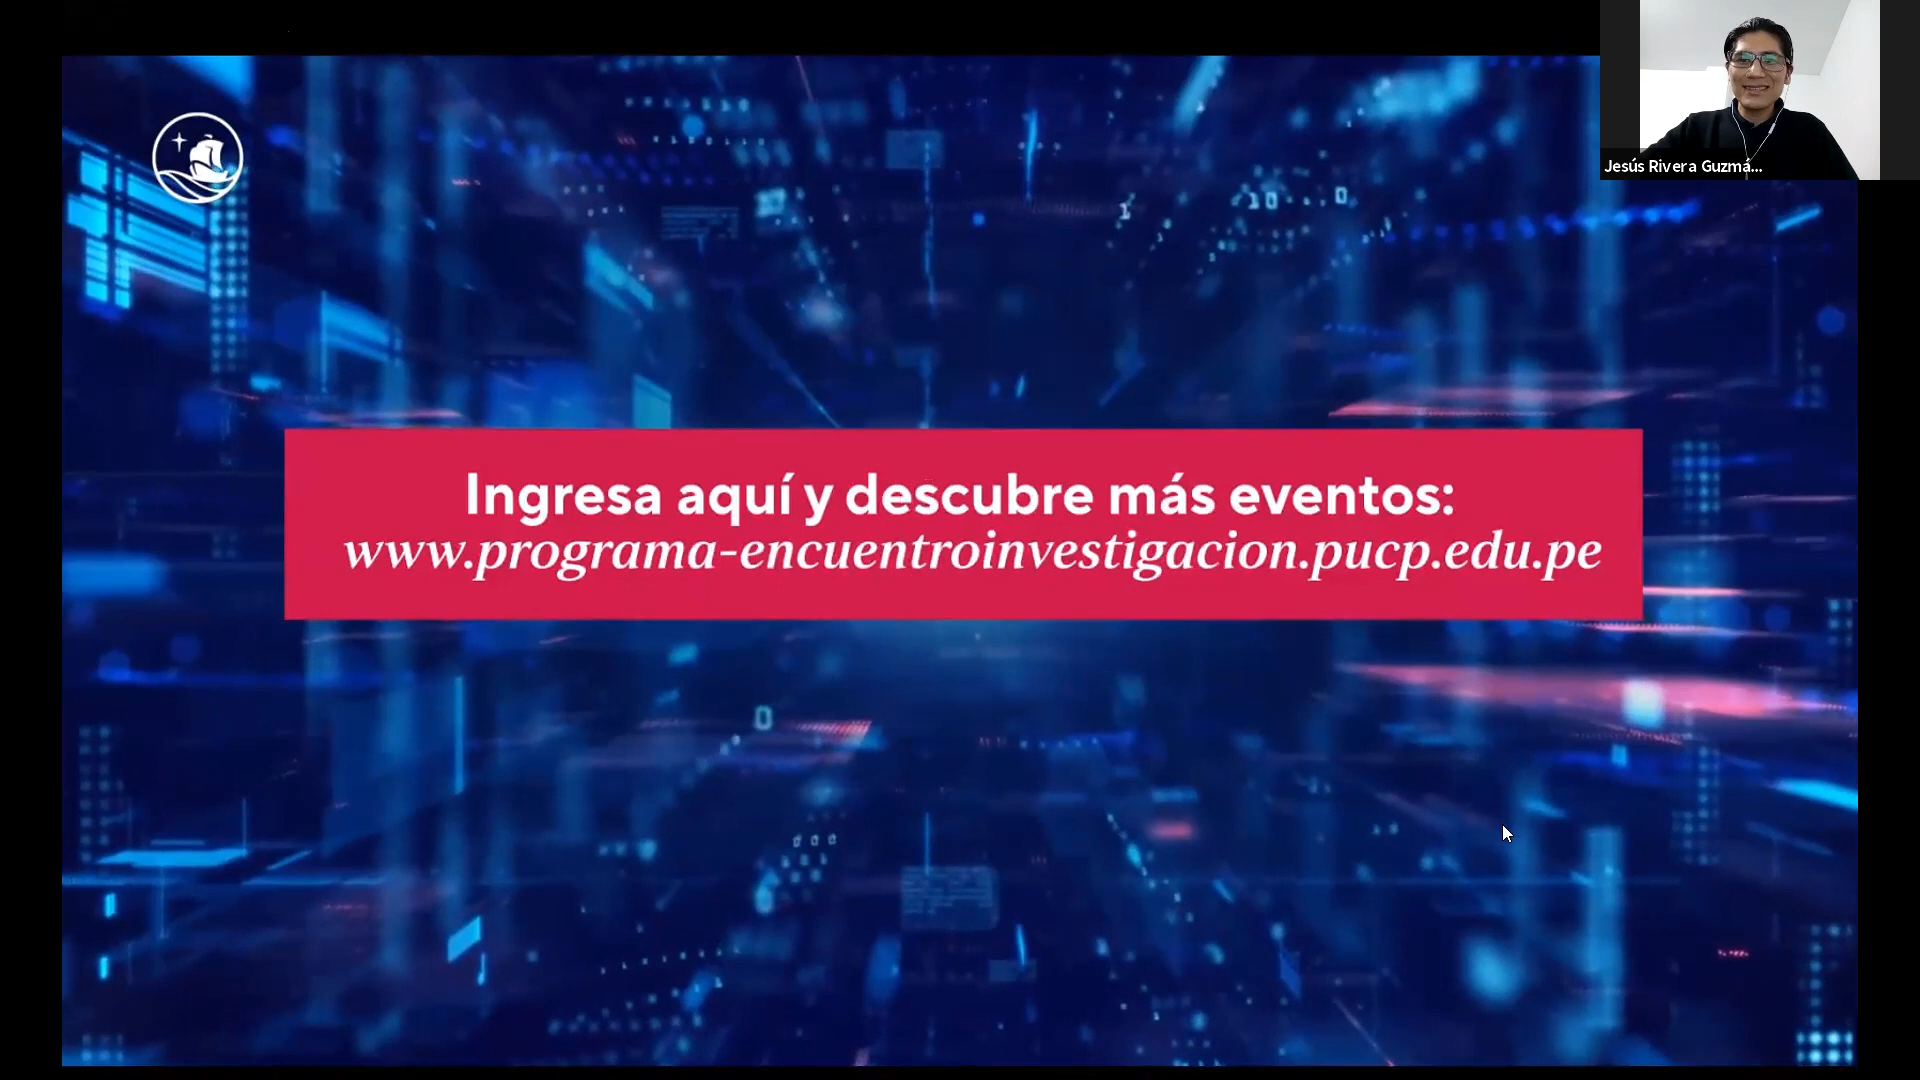 Jesús Rivera Guzmá...
Ingresa aquí y descubre más eventos:
www.programa-encuentroinvestigacion.pucp.edu.pe